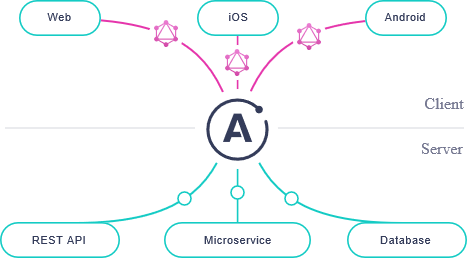 Web
iOS
Android
A
Client
Server
REST API
Microservice
Database